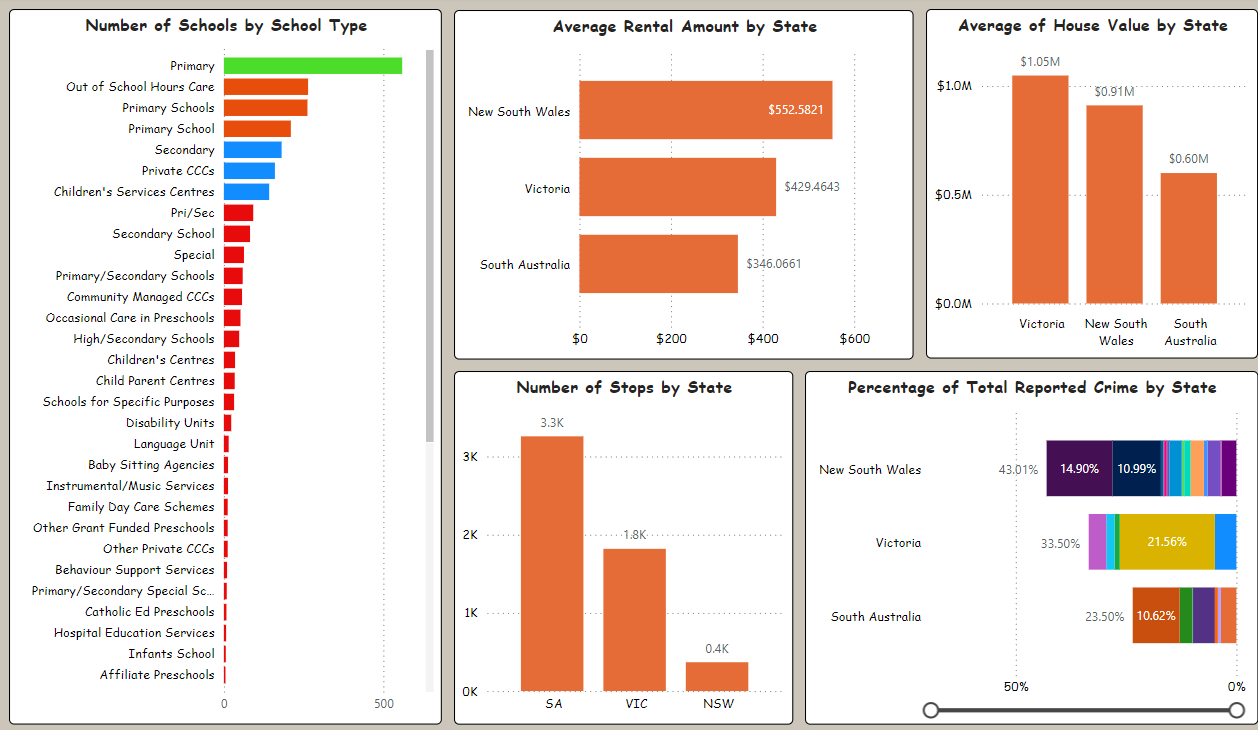 Number of Schools by School Type
Primary
Out of School Hours Care
Primary Schools
Primary School
Secondary
Private CCCs
Children's Services Centres
Pri/Sec
Secondary School
Special
Primary/Secondary Schools
Community Managed CCCs
Occasional Care in Preschools
High/Secondary Schools
Children's Centres
Child Parent Centres
Schools for Specific Purposes
Disability Units
Language Unit
Baby Sitting Agencies
Instrumental/Music Services
Family Day Care Schemes
Other Grant Funded Preschools
Other Private CCCs
Behaviour Support Services
Primary/Secondary Special Sc...
Catholic Ed Preschools
Hospital Education Services
Infants School
Affiliate Preschools
0 500
Average Rental Amount by State
New South Wales $552.5821
Victoria $429.4643
South Australia $346.0661
$0 $200 $400 $600
Average of House Value by State
$1.05M
$1.0M $0.91M
$0.60M
$0.5M
$0.0M
Victoria New South Wales South Australia
Number of Stops by State
3.3K
3K
2K 1.8K
1K
0.4K
0K
SA VIC NSW
Percentage of Total Reported Crime by State
New South Wales 43.01% 14.90% 10.99%
Victoria 33.50% 21.56%
South Australia 23.50% 10.62%
50% 0%